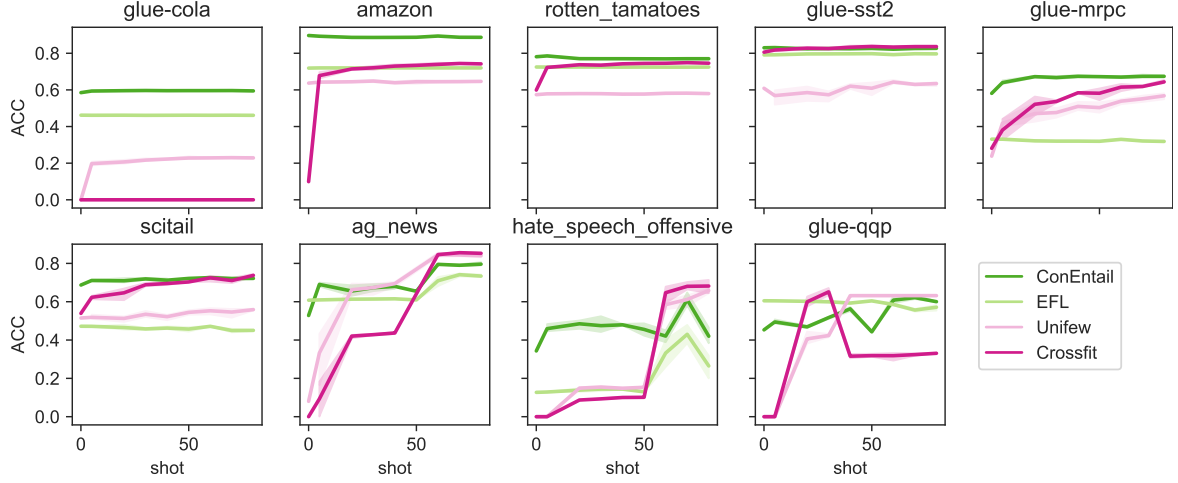 glue-cola amazon rotten_tamatoes glue-sst2 glue-mrpc
0.8
0.6
0.4
0.2
0.0
ACC
scitail ag_news hate_speech_offensive glue-qqp
0.8
0.6
0.4
0.2
0.0
ACC
0 50 0 50 0 50 0 50
shot shot shot shot
ConEntail
EFL
Unifew
Crossfit